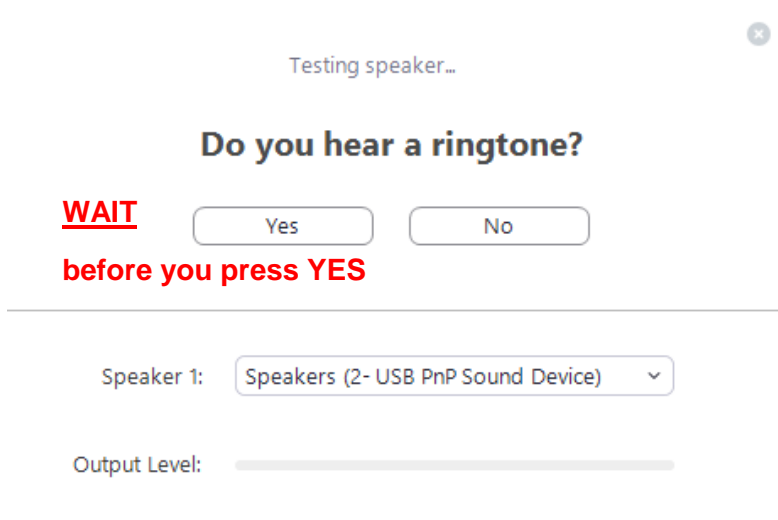 Testing speaker...
Do you hear a ringtone?
WAIT
Yes No
before you press YES
Speaker 1: Speakers (2- USB PnP Sound Device)
Output Level: